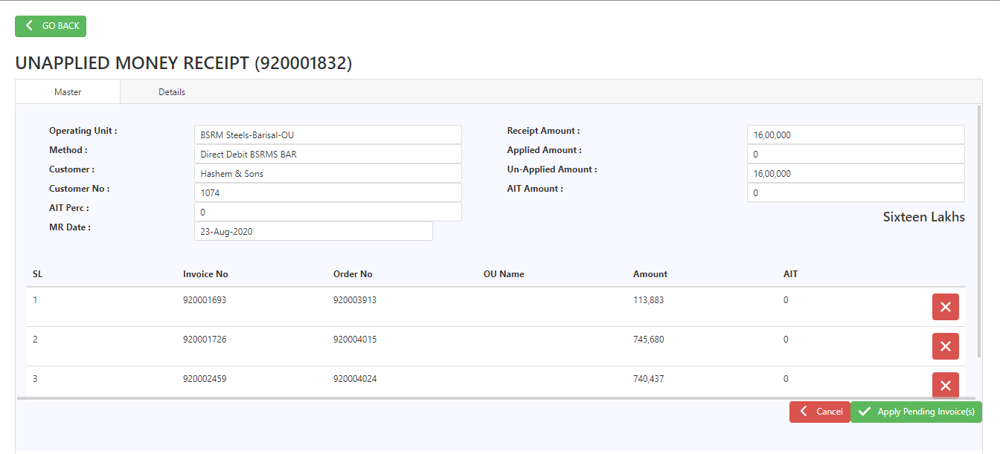 GO BACK
UNAPPLIED MONEY RECEIPT (920001832)
Master Details
Operating Unit : BSRM Steels-Barisal-OU Receipt Amount : 16,00,000
Method : Direct Debit BSRMS BAR Applied Amount : 0
Customer : Hashem & Sons Un-Applied Amount : 16,00,000
Customer No : 1074 AIT Amount : 0
AIT Perc : 0
Sixteen Lakhs
MR Date : 23-Aug-2020
SL Invoice No Order No OU Name Amount AIT
1 920001693 920003913 113,883 0
2 920001726 920004015 745,680 0
3 920002459 920004024 740,437 0
Cancel Apply Pending Invoice(s)